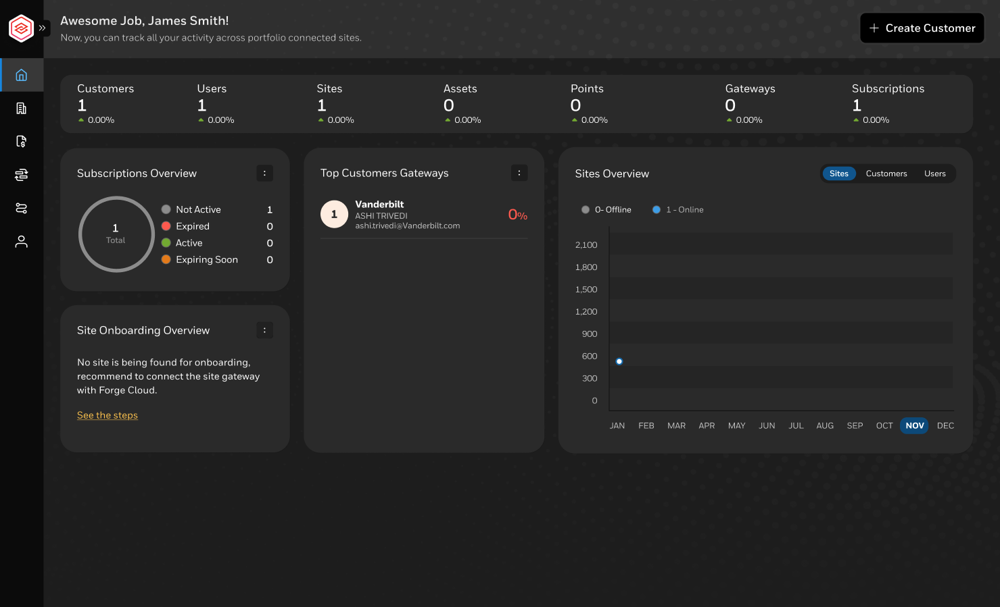 Awesome Job, James Smith!
Now, you can track all your activity across portfolio connected sites.
+ Create Customer
Customers
1
0.00%
Users
1
0.00%
Sites
1
0.00%
Assets
0
0.00%
Points
0
0.00%
Gateways
0
0.00%
Subscriptions
1
0.00%
Subscriptions Overview
1
Total
Not Active 1
Expired 0
Active 0
Expiring Soon 0
Site Onboarding Overview
No site is being found for onboarding,
recommend to connect the site gateway
with Forge Cloud.
See the steps
Top Customers Gateways
1
Vanderbilt
ASHI TRIVEDI
ashi.trivedi@Vanderbilt.com
0%
Sites Overview
Sites Customers Users
0- Offline 1 - Online
2,100
1,800
1,500
1,200
900
600
300
0
JAN FEB MAR APR MAY JUN JUL AUG SEP OCT NOV DEC